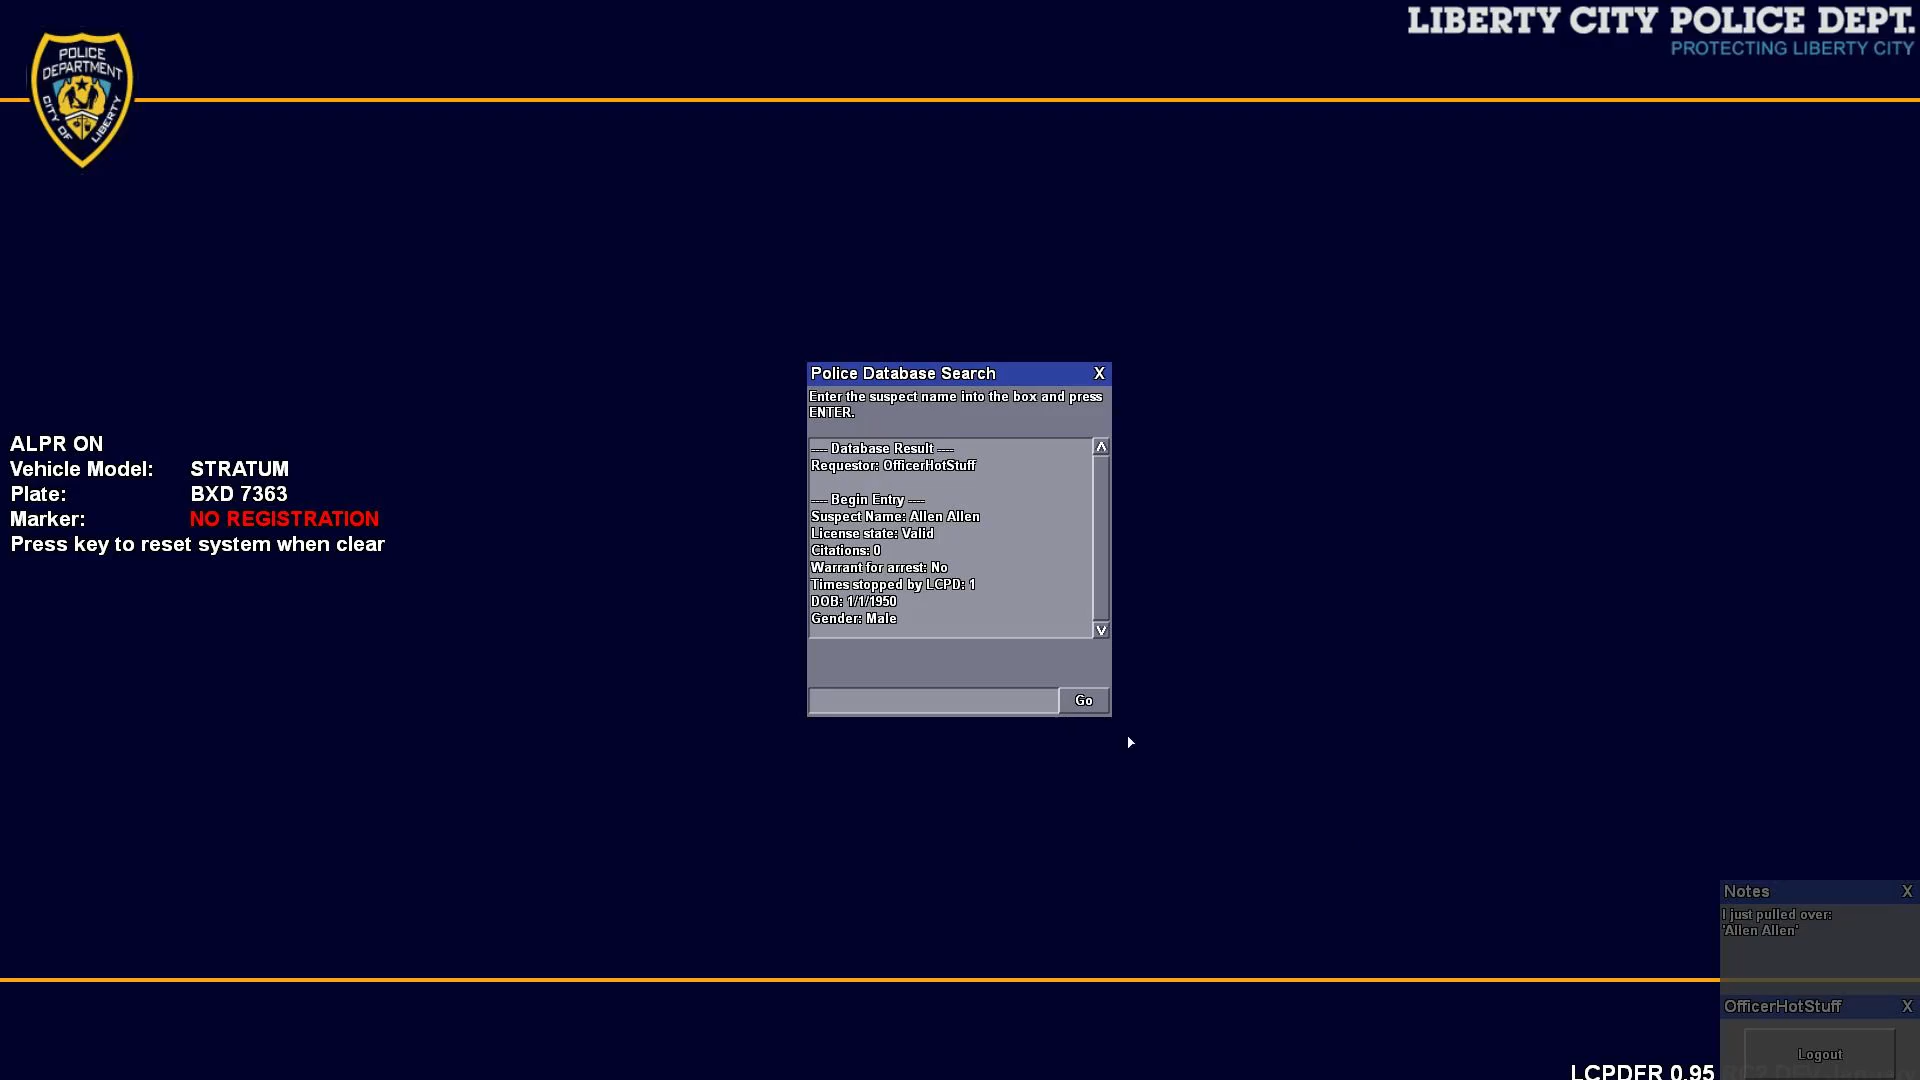 POLICE
DEPARTMENT
CITY OF LIBERTY
LIBERTY CITY POLICE DEPT.
PROTECTING LIBERTY CITY
ALPR ON
Vehicle Model: STRATUM
Plate: BXD 7363
Marker: NO REGISTRATION
Press key to reset system when clear
Police Database Search X
Enter the suspect name into the box and press
ENTER.
---- Database Result ----
Requestor: OfficerHotStuff
---- Begin Entry ----
Suspect Name: Allen Allen
License state: Valid
Citations: 0
Warrant for arrest: No
Times stopped by LCPD: 1
DOB: 1/1/1950
Gender: Male
Go
Notes X
I just pulled over:
'Allen Allen'
OfficerHotStuff X
Logout
LCPDFR 0.95